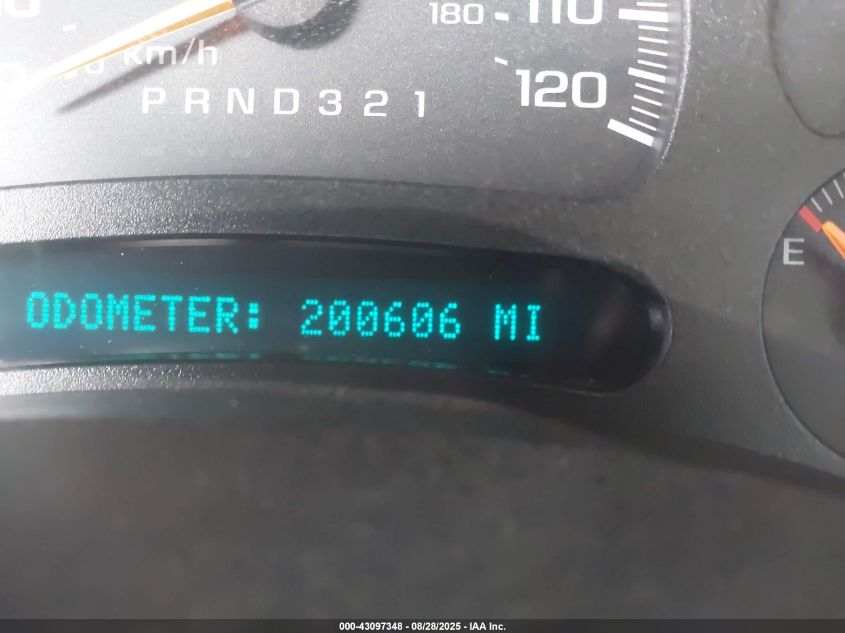 180 110
Km/h
120
P R N D 3 2 1
E
ODOMETER: 200606 MI
000-43097348 - 08/28/2025 - IAA Inc.